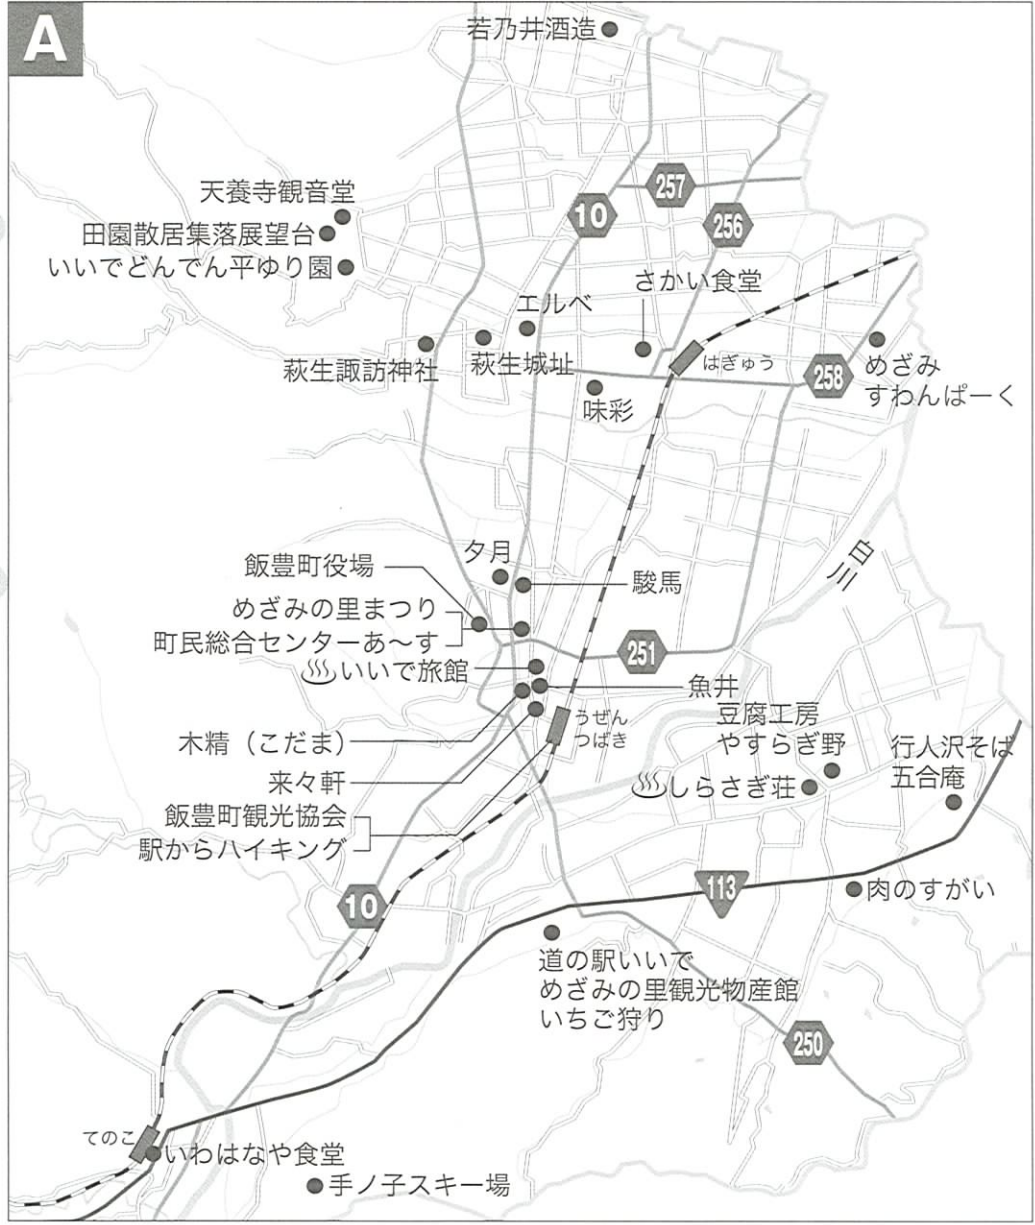 A
若乃井酒造
257
10
256
天養寺観音堂
田園散居集落展望台
いいでどんでん平ゆり園
さかい食堂
エルベ
萩生諏訪神社
萩生城址
はぎゅう
258
めざみ
すわんぱーく
味彩
白川
夕月
飯豊町役場
駿馬
めざみの里まつり
町民総合センターあ〜す
251
いいで旅館
魚井
うぜん
つばき
豆腐工房
やすらぎ野
木精（こだま）
行人沢そば
五合庵
来々軒
しらさぎ荘
飯豊町観光協会
駅からハイキング
113
肉のすがい
10
道の駅いいで
めざみの里観光物産館
いちご狩り
250
てのこ
いわはなや食堂
手ノ子スキー場